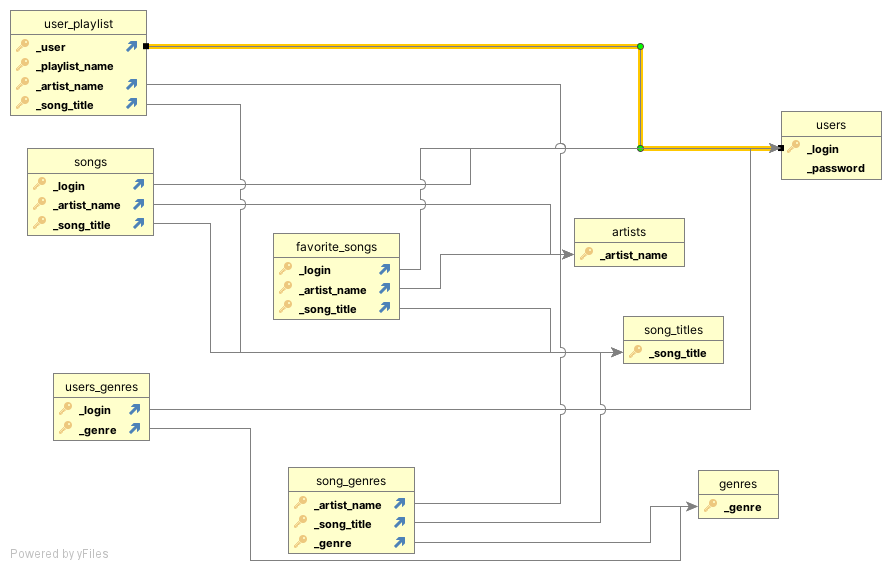 user_playlist
_user
_playlist_name
_artist_name
_song_title
users
_login
_password
songs
_login
_artist_name
_song_title
artists
_artist_name
favorite_songs
_login
_artist_name
_song_title
song_titles
_song_title
users_genres
_login
_genre
song_genres
_artist_name
_song_title
_genre
genres
_genre
Powered by yFiles